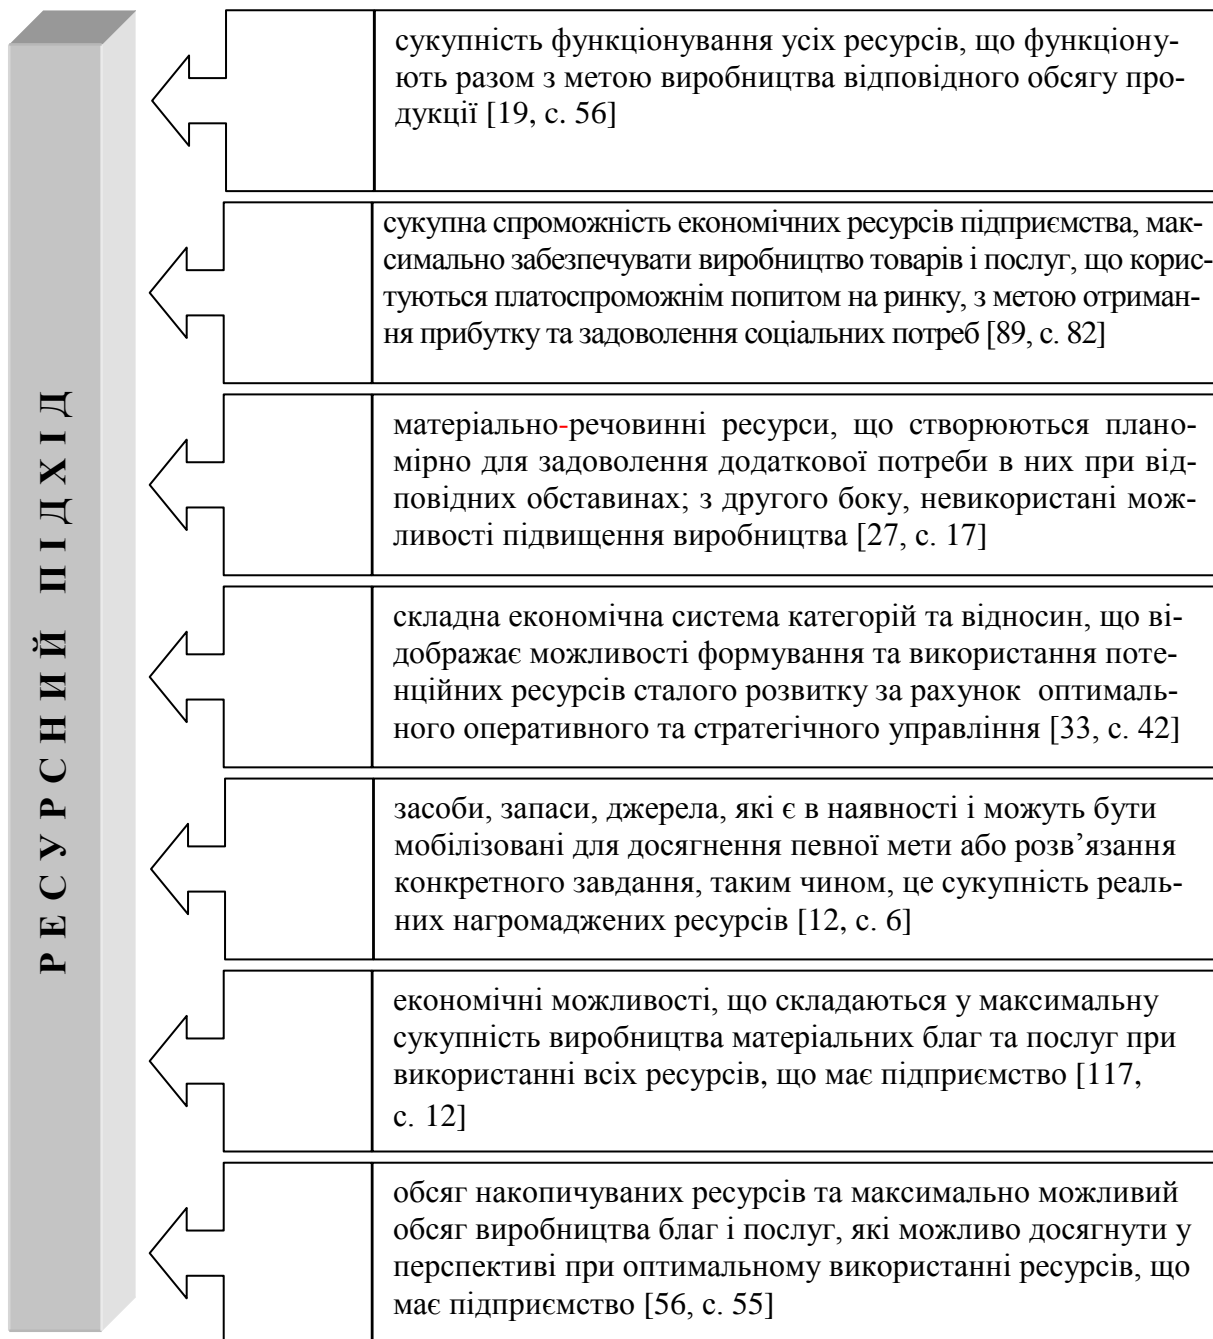 РЕСУРСНИЙ ПІДХІД
сукупність функціонування усіх ресурсів, що функціону-
ють разом з метою виробництва відповідного обсягу про-
дукції [19, с. 56]
сукупна спроможність економічних ресурсів підприємства, мак-
симально забезпечувати виробництво товарів і послуг, що корис-
туються платоспроможнім попитом на ринку, з метою отриман-
ня прибутку та задоволення соціальних потреб [89, с. 82]
матеріально-речовинні ресурси, що створюються плано-
мірно для задоволення додаткової потреби в них при від-
повідних обставинах; з другого боку, невикористані мож-
ливості підвищення виробництва [27, с. 17]
складна економічна система категорій та відносин, що ві-
дображає можливості формування та використання поте-
нційних ресурсів сталого розвитку за рахунок оптималь-
ного оперативного та стратегічного управління [33, с. 42]
засоби, запаси, джерела, які є в наявності і можуть бути
мобілізовані для досягнення певної мети або розв’язання
конкретного завдання, таким чином, це сукупність реаль-
них нагромаджених ресурсів [12, с. 6]
економічні можливості, що складаються у максимальну
сукупність виробництва матеріальних благ та послуг при
використанні всіх ресурсів, що має підприємство [117,
с. 12]
обсяг накопичуваних ресурсів та максимально можливий
обсяг виробництва благ і послуг, які можливо досягнути у
перспективі при оптимальному використанні ресурсів, що
має підприємство [56, с. 55]